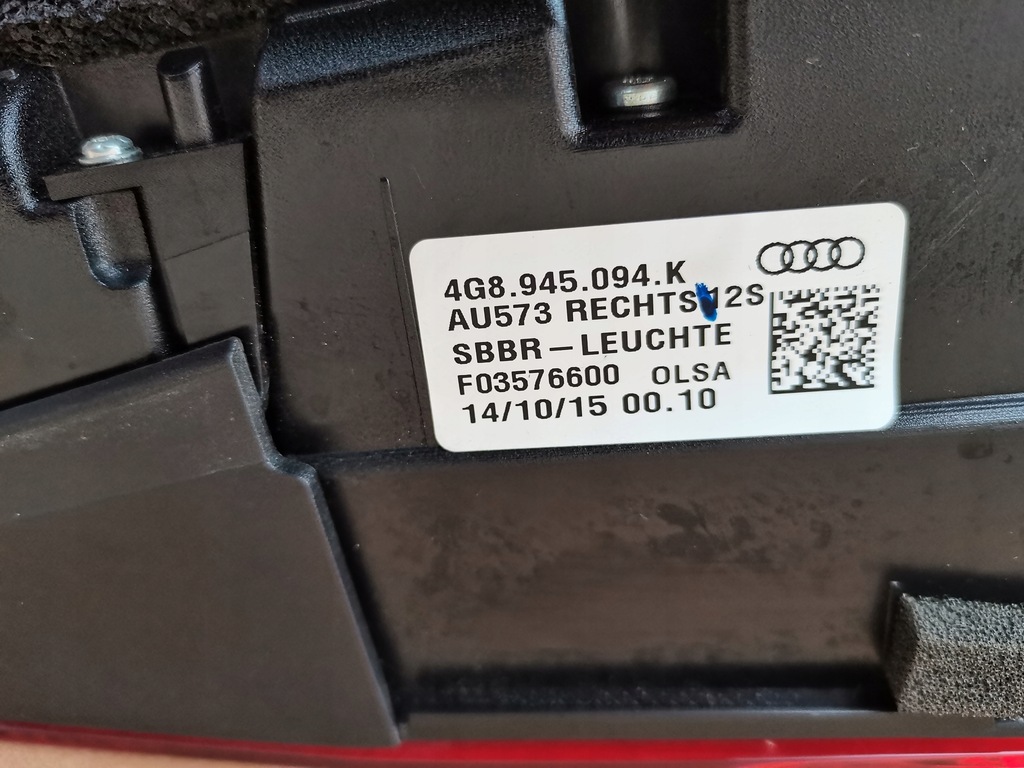 4G8.945.094.K
AU573 RECHTS 12S
SBBR-LEUCHTE
F03576600 OLSA
14/10/15 00.10